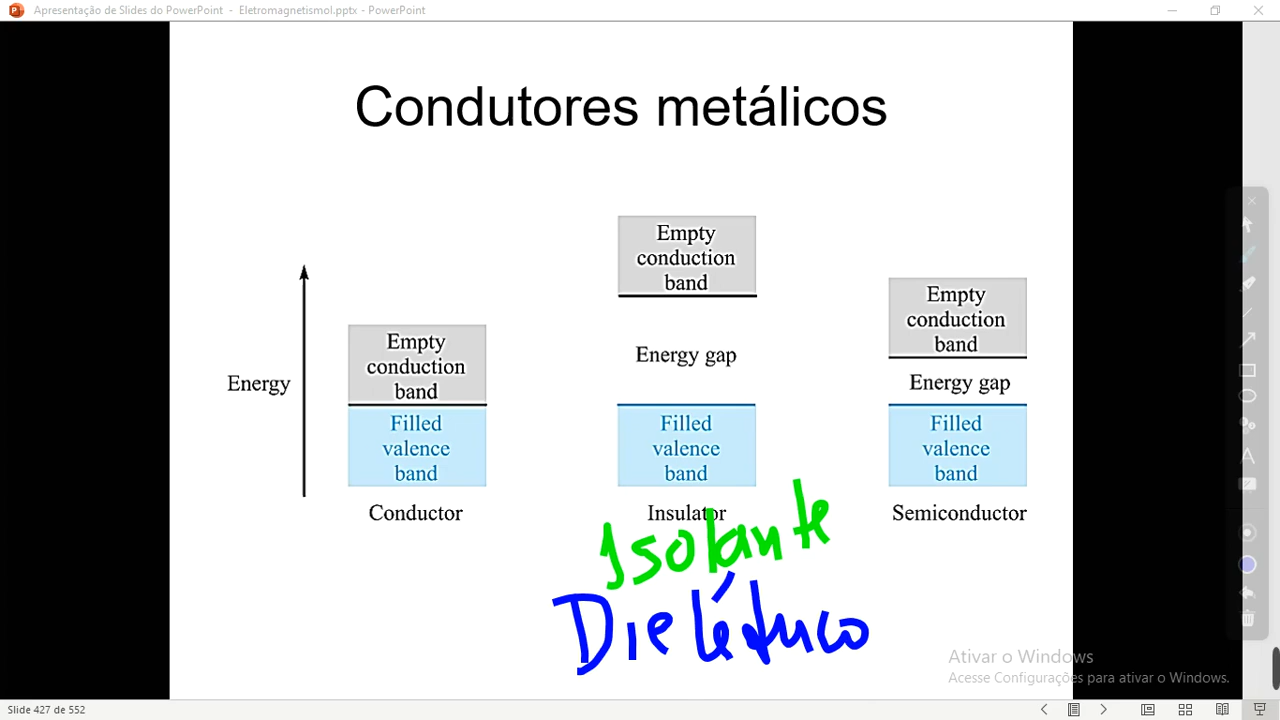 Apresentação de Slides do PowerPoint - Eletromagnetismol.pptx - PowerPoint
Condutores metálicos
Energy
Empty
conduction
band
Filled
valence
band
Conductor
Empty
conduction
band
Energy gap
Filled
valence
band
Insulator
Empty
conduction
band
Energy gap
Filled
valence
band
Semiconductor
Isolante
Dielétrico
Ativar o Windows
Acesse Configurações para ativar o Windows.
Slide 427 de 552